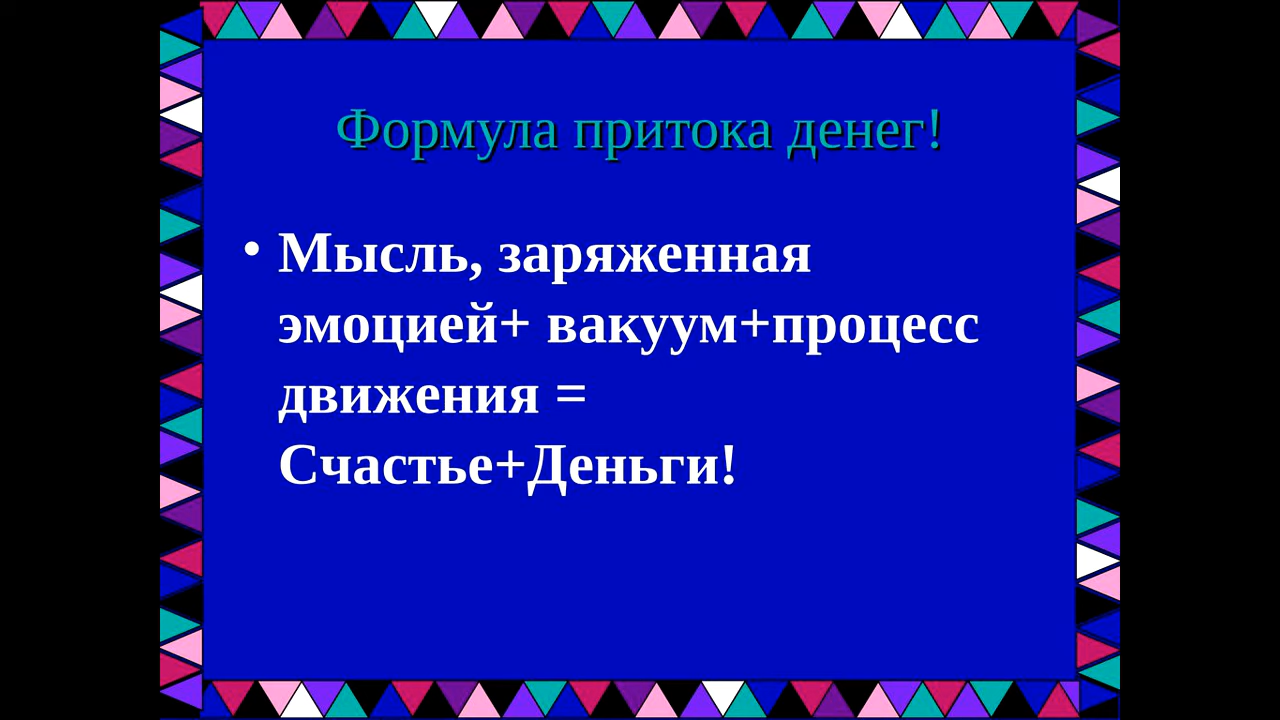 Формула притока денег!
• Мысль, заряженная
эмоцией+ вакуум+процесс
движения =
Счастье+Деньги!